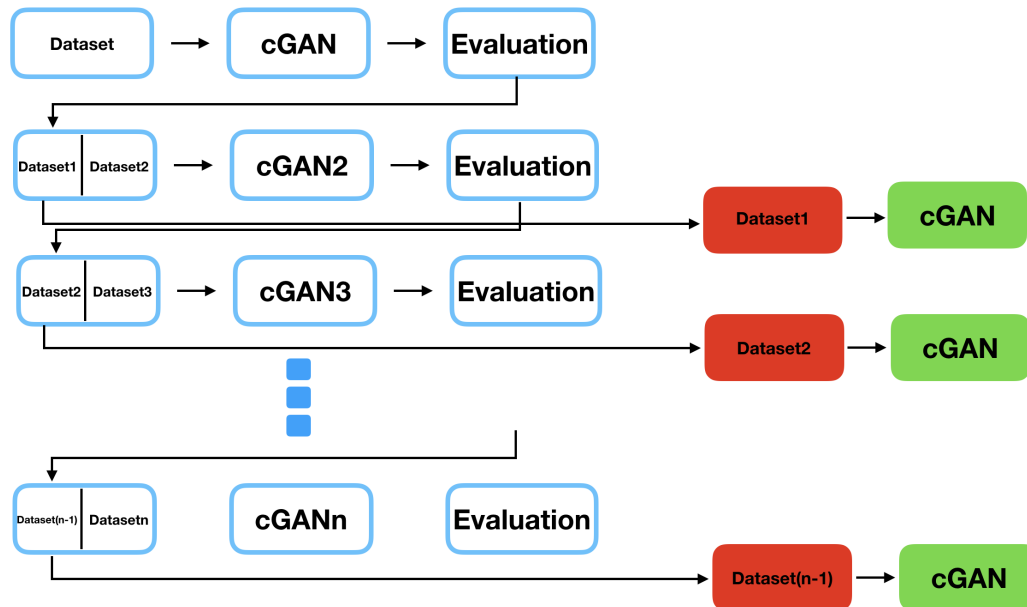 Dataset
cGAN
Evaluation
Dataset1
Dataset2
cGAN2
Evaluation
Dataset1
cGAN
Dataset2
Dataset3
cGAN3
Evaluation
Dataset2
cGAN
Dataset(n-1)
Datasetn
cGANn
Evaluation
Dataset(n-1)
cGAN